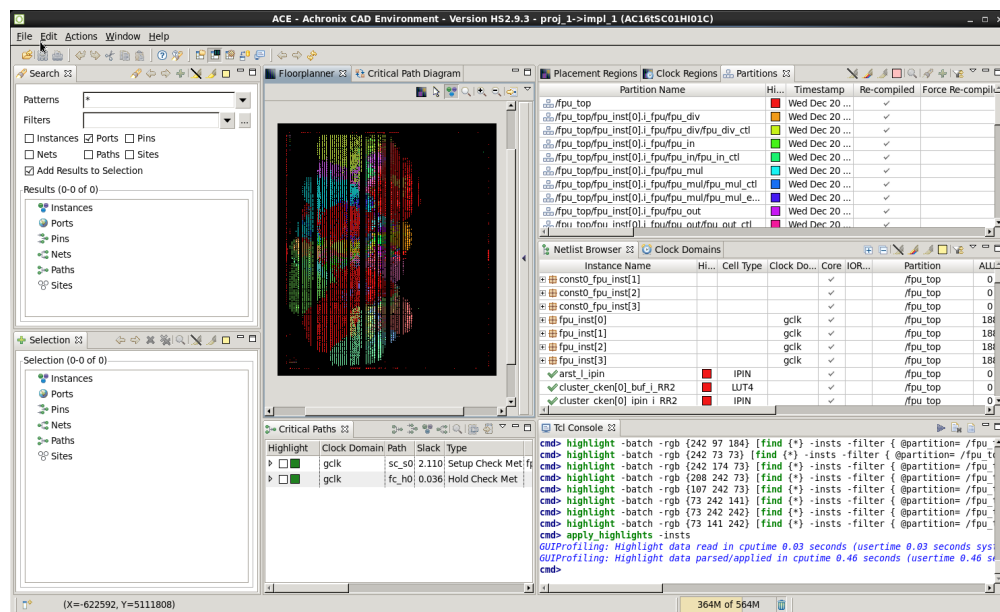 ACE - Achronix CAD Environment - Version HS2.9.3 - proj_1->impl_1 (AC16tSC01HI01C)
File Edit Actions Window Help
Search
Patterns *
Filters
...
Instances Ports Pins
Nets Paths Sites
Add Results to Selection
Results (0-0 of 0)
Instances
Ports
Pins
Nets
Paths
Sites
Selection
Selection (0-0 of 0)
Instances
Ports
Pins
Nets
Paths
Sites
Floorplanner Critical Path Diagram
Critical Paths
Highlight Clock Domain Path Slack Type
gclk sc_s0 2.110 Setup Check Met
gclk fc_h0 0.036 Hold Check Met
Placement Regions Clock Regions Partitions
Partition Name Hi... Timestamp Re-compiled Force Re-compil
/fpu_top Wed Dec 20 ...
/fpu_top/fpu_inst[0].i_fpu/fpu_div Wed Dec 20 ...
/fpu_top/fpu_inst[0].i_fpu/fpu_div/fpu_div_ctl Wed Dec 20 ...
/fpu_top/fpu_inst[0].i_fpu/fpu_in Wed Dec 20 ...
/fpu_top/fpu_inst[0].i_fpu/fpu_in/fpu_in_ctl Wed Dec 20 ...
/fpu_top/fpu_inst[0].i_fpu/fpu_mul Wed Dec 20 ...
/fpu_top/fpu_inst[0].i_fpu/fpu_mul/fpu_mul_ctl Wed Dec 20 ...
/fpu_top/fpu_inst[0].i_fpu/fpu_mul/fpu_mul_e... Wed Dec 20 ...
/fpu_top/fpu_inst[0].i_fpu/fpu_out Wed Dec 20 ...
/fpu_top/fpu_inst[0].i_fpu/fpu_out/fpu_out_ctl Wed Dec 20 ...
Netlist Browser Clock Domains
Instance Name Hi... Cell Type Clock Do... Core IOR... Partition ALL
const0_fpu_inst[1] /fpu_top 0
const0_fpu_inst[2] /fpu_top 0
const0_fpu_inst[3] /fpu_top 0
fpu_inst[0] gclk /fpu_top 188
fpu_inst[1] gclk /fpu_top 188
fpu_inst[2] gclk /fpu_top 188
fpu_inst[3] gclk /fpu_top 188
arst_l_ipin IPIN /fpu_top 0
cluster_cken[0]_buf_i_RR2 LUT4 /fpu_top 0
cluster_cken[0]_ipin_i_RR2 IPIN /fpu_top 0
Tcl Console
cmd> highlight -batch -rgb {242 97 184} [find {*} -insts -filter { @partition= /fpu_
cmd> highlight -batch -rgb {242 73 73} [find {*} -insts -filter { @partition= /fpu_t
cmd> highlight -batch -rgb {242 174 73} [find {*} -insts -filter { @partition= /fpu_
cmd> highlight -batch -rgb {208 242 73} [find {*} -insts -filter { @partition= /fpu_
cmd> highlight -batch -rgb {107 242 73} [find {*} -insts -filter { @partition= /fpu_
cmd> highlight -batch -rgb {73 242 141} [find {*} -insts -filter { @partition= /fpu_
cmd> highlight -batch -rgb {73 242 242} [find {*} -insts -filter { @partition= /fpu_
cmd> highlight -batch -rgb {73 141 242} [find {*} -insts -filter { @partition= /fpu_
cmd> apply_highlights -insts
GUIProfiling: Highlight data read in cputime 0.03 seconds (usertime 0.03 seconds sys
GUIProfiling: Highlight data parsed/applied in cputime 0.46 seconds (usertime 0.46 s
cmd>
(X=-622592, Y=5111808)
364M of 564M